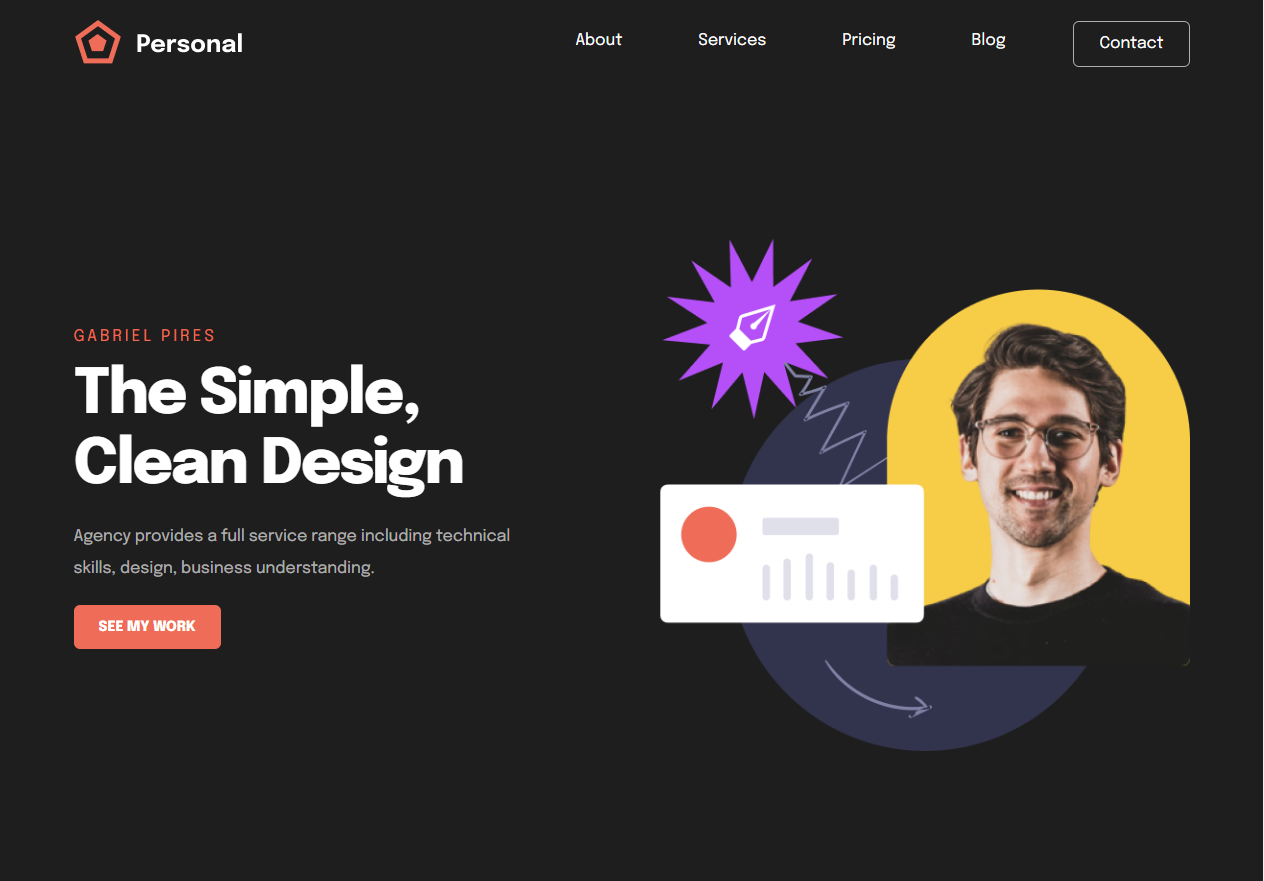 Personal
About
Services
Pricing
Blog
Contact
GABRIEL PIRES
The Simple,
Clean Design
Agency provides a full service range including technical
skills, design, business understanding.
SEE MY WORK